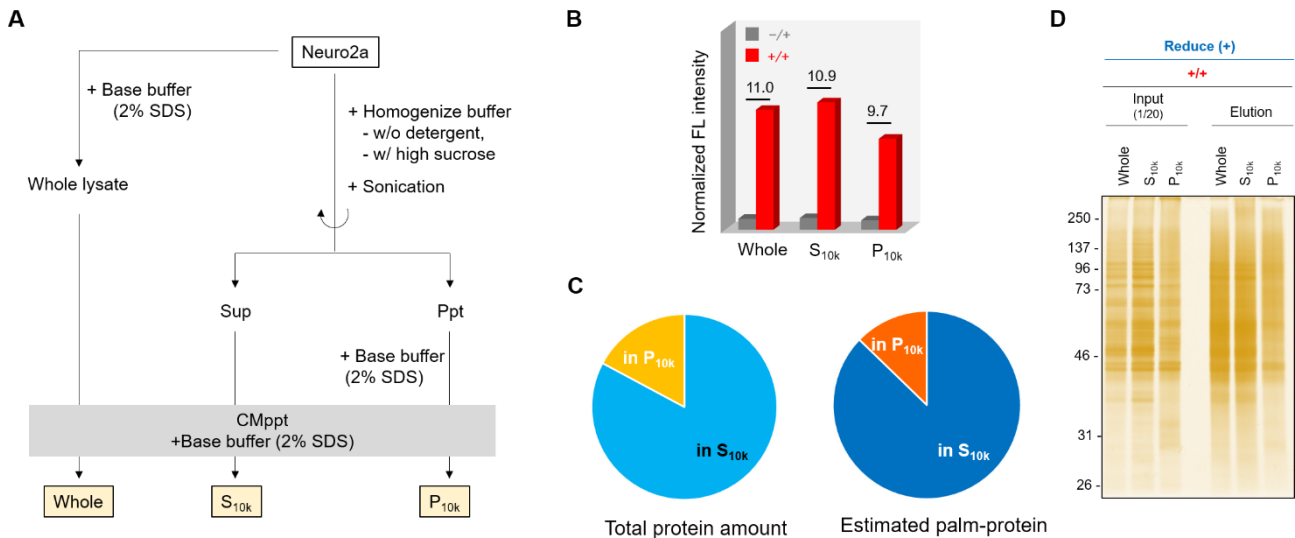 A
Neuro2a
+ Base buffer
(2% SDS)
+ Homogenize buffer
- w/o detergent,
- w/ high sucrose
+ Sonication
Whole lysate
Sup
Ppt
+ Base buffer
(2% SDS)
CMppt
+Base buffer (2% SDS)
Whole
S10k
P10k
B
Normalized FL intensity
−/+
+/+
11.0
10.9
9.7
Whole
S10k
P10k
C
in P10k
in S10k
Total protein amount
in P10k
in S10k
Estimated palm-protein
D
Reduce (+)
+/+
Input
(1/20)
Elution
Whole
S10k
P10k
Whole
S10k
P10k
250 -
137 -
96 -
73 -
46 -
31 -
26 -